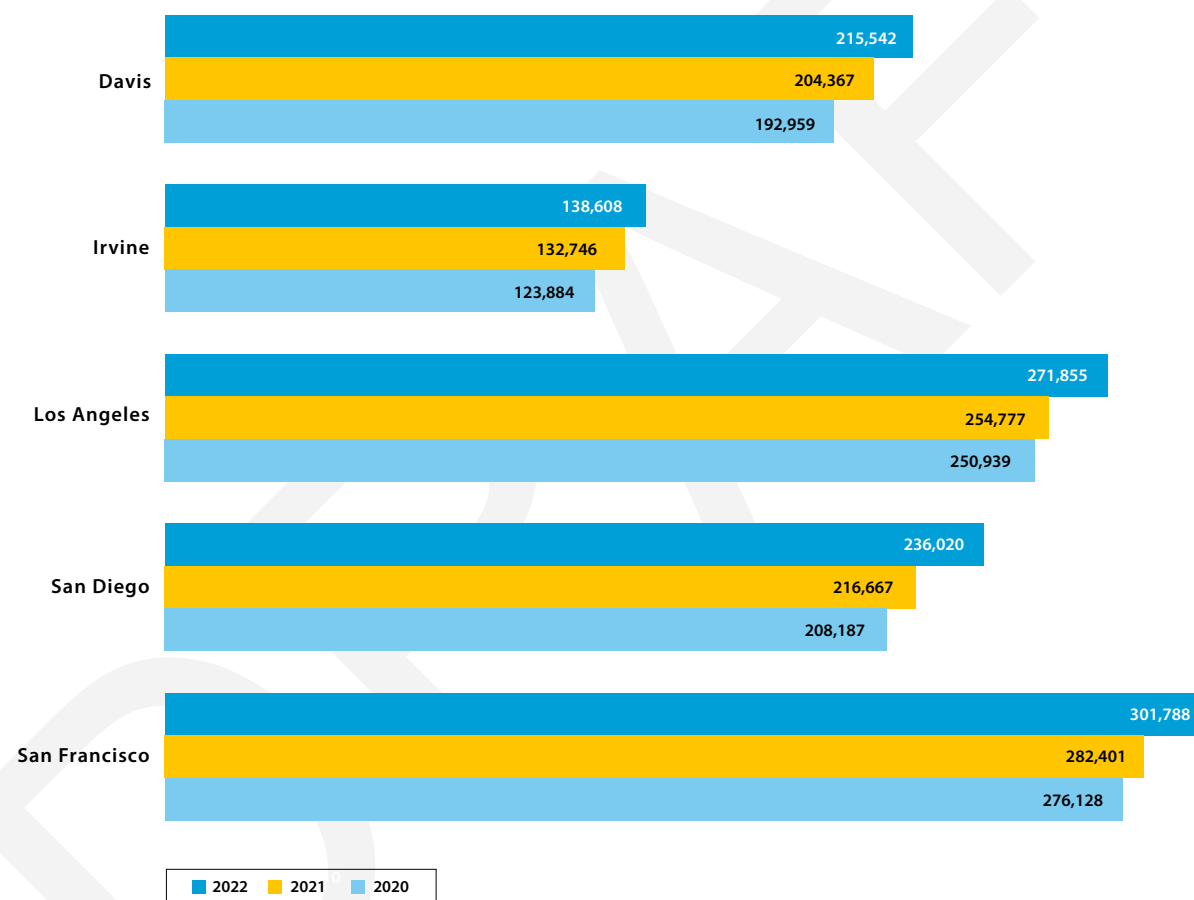 215,542
Davis
204,367
192,959
138,608
Irvine
132,746
123,884
271,855
Los Angeles
254,777
250,939
236,020
San Diego
216,667
208,187
301,788
San Francisco
282,401
276,128
2022 2021 2020
DRAFT